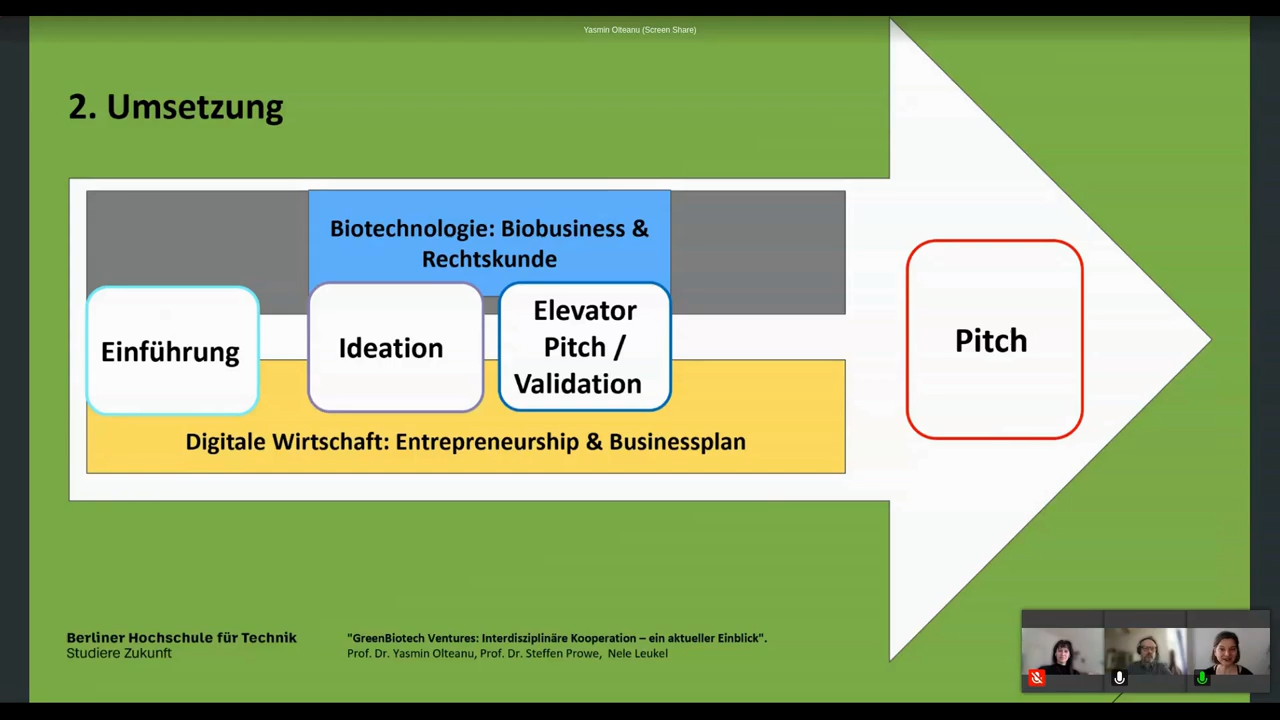 Yasmin Olteanu (Screen Share)
2. Umsetzung
Biotechnologie: Biobusiness &
Rechtskunde
Einführung
Ideation
Elevator
Pitch /
Validation
Pitch
Digitale Wirtschaft: Entrepreneurship & Businessplan
Berliner Hochschule für Technik
Studiere Zukunft
"GreenBiotech Ventures: Interdisziplinäre Kooperation – ein aktueller Einblick".
Prof. Dr. Yasmin Olteanu, Prof. Dr. Steffen Prowe, Nele Leukel